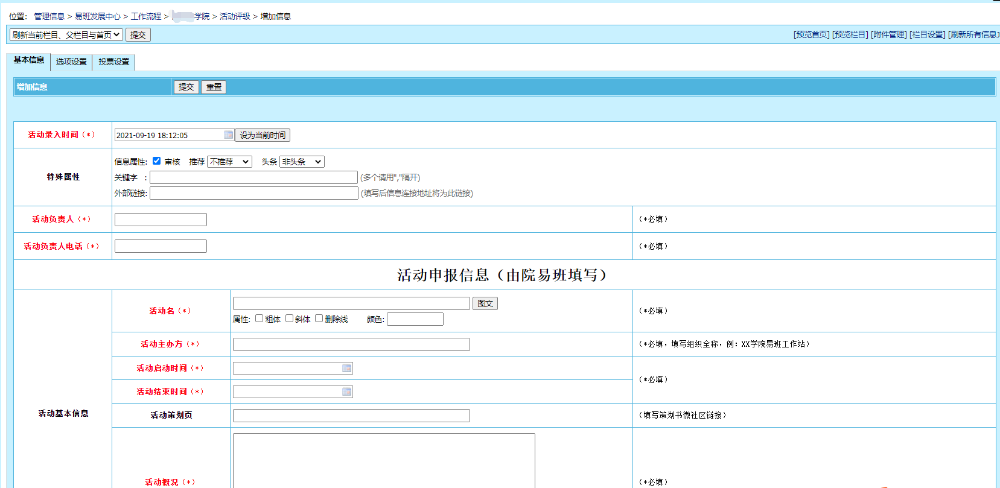 位置： 管理信息 > 易班发展中心 > 工作流程 > 学院 > 活动评级 > 增加信息
刷新当前栏目、父栏目与首页 提交 [预览首页] [预览栏目] [附件管理] [栏目设置] [刷新所有信息J
基本信息 选项设置 投票设置
增加信息 提交 重置
活动录入时间（*） 2021-09-19 18:12:05 设为当前时间
特殊属性
信息属性: 审核 推荐 不推荐 头条 非头条
关键字 : (多个请用","隔开)
外部链接: (填写后信息连接地址将为此链接)
活动负责人（*） （*必填）
活动负责人电话（*） （*必填）
活动申报信息（由院易班填写）
活动基本信息
活动名（*） 图文 （*必填）
属性: 粗体 斜体 删除线 颜色:
活动主办方（*） （*必填，填写组织全称，例：XX学院易班工作站）
活动启动时间（*） （*必填）
活动结束时间（*）
活动策划页 （填写策划书微社区链接）
活动概况（*） （*必填）